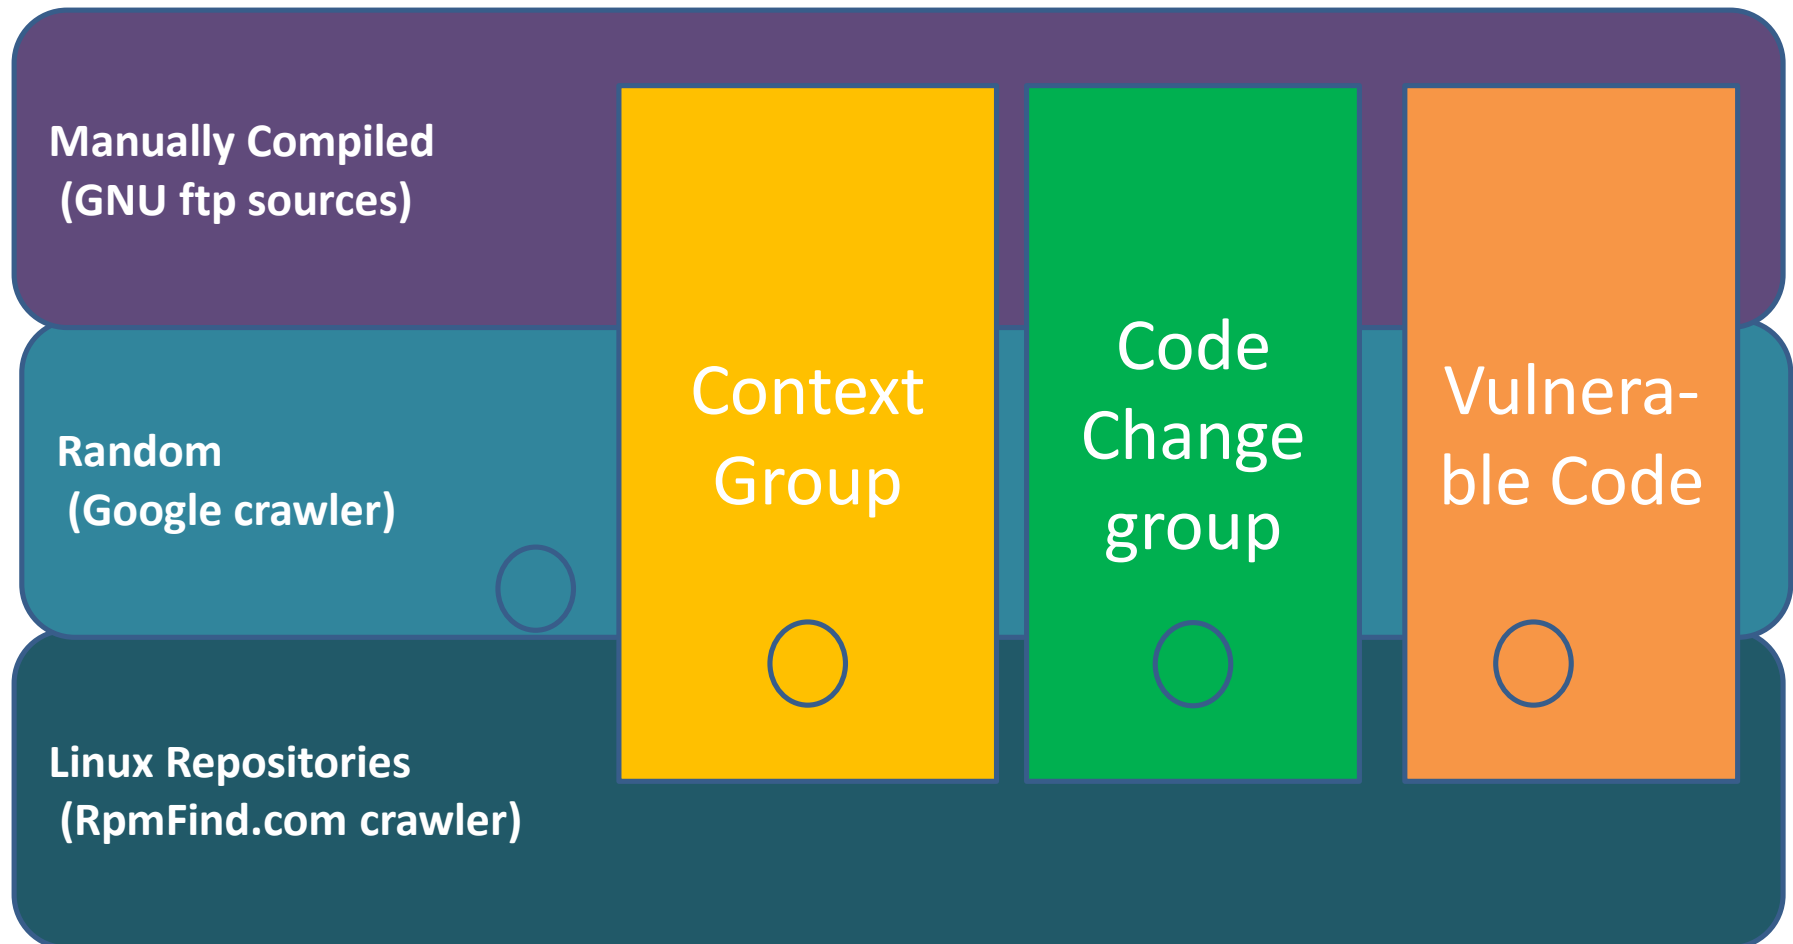 Manually Compiled
(GNU ftp sources)
Random
(Google crawler)
Linux Repositories
(RpmFind.com crawler)
Context
Group
Code
Change
group
Vulnera-
ble Code